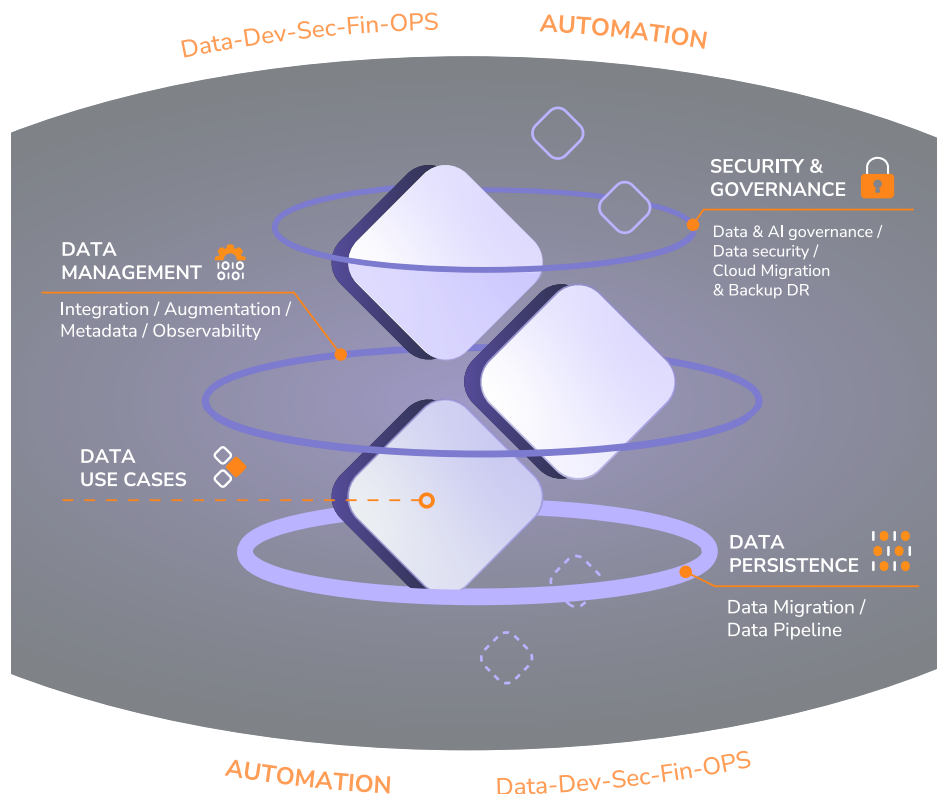 Data-Dev-Sec-Fin-OPS
AUTOMATION
SECURITY &
GOVERNANCE
Data & AI governance /
Data security /
Cloud Migration
& Backup DR
DATA
MANAGEMENT
1010
0101
Integration / Augmentation /
Metadata / Observability
DATA
USE CASES
DATA
PERSISTENCE
Data Migration /
Data Pipeline
AUTOMATION
Data-Dev-Sec-Fin-OPS